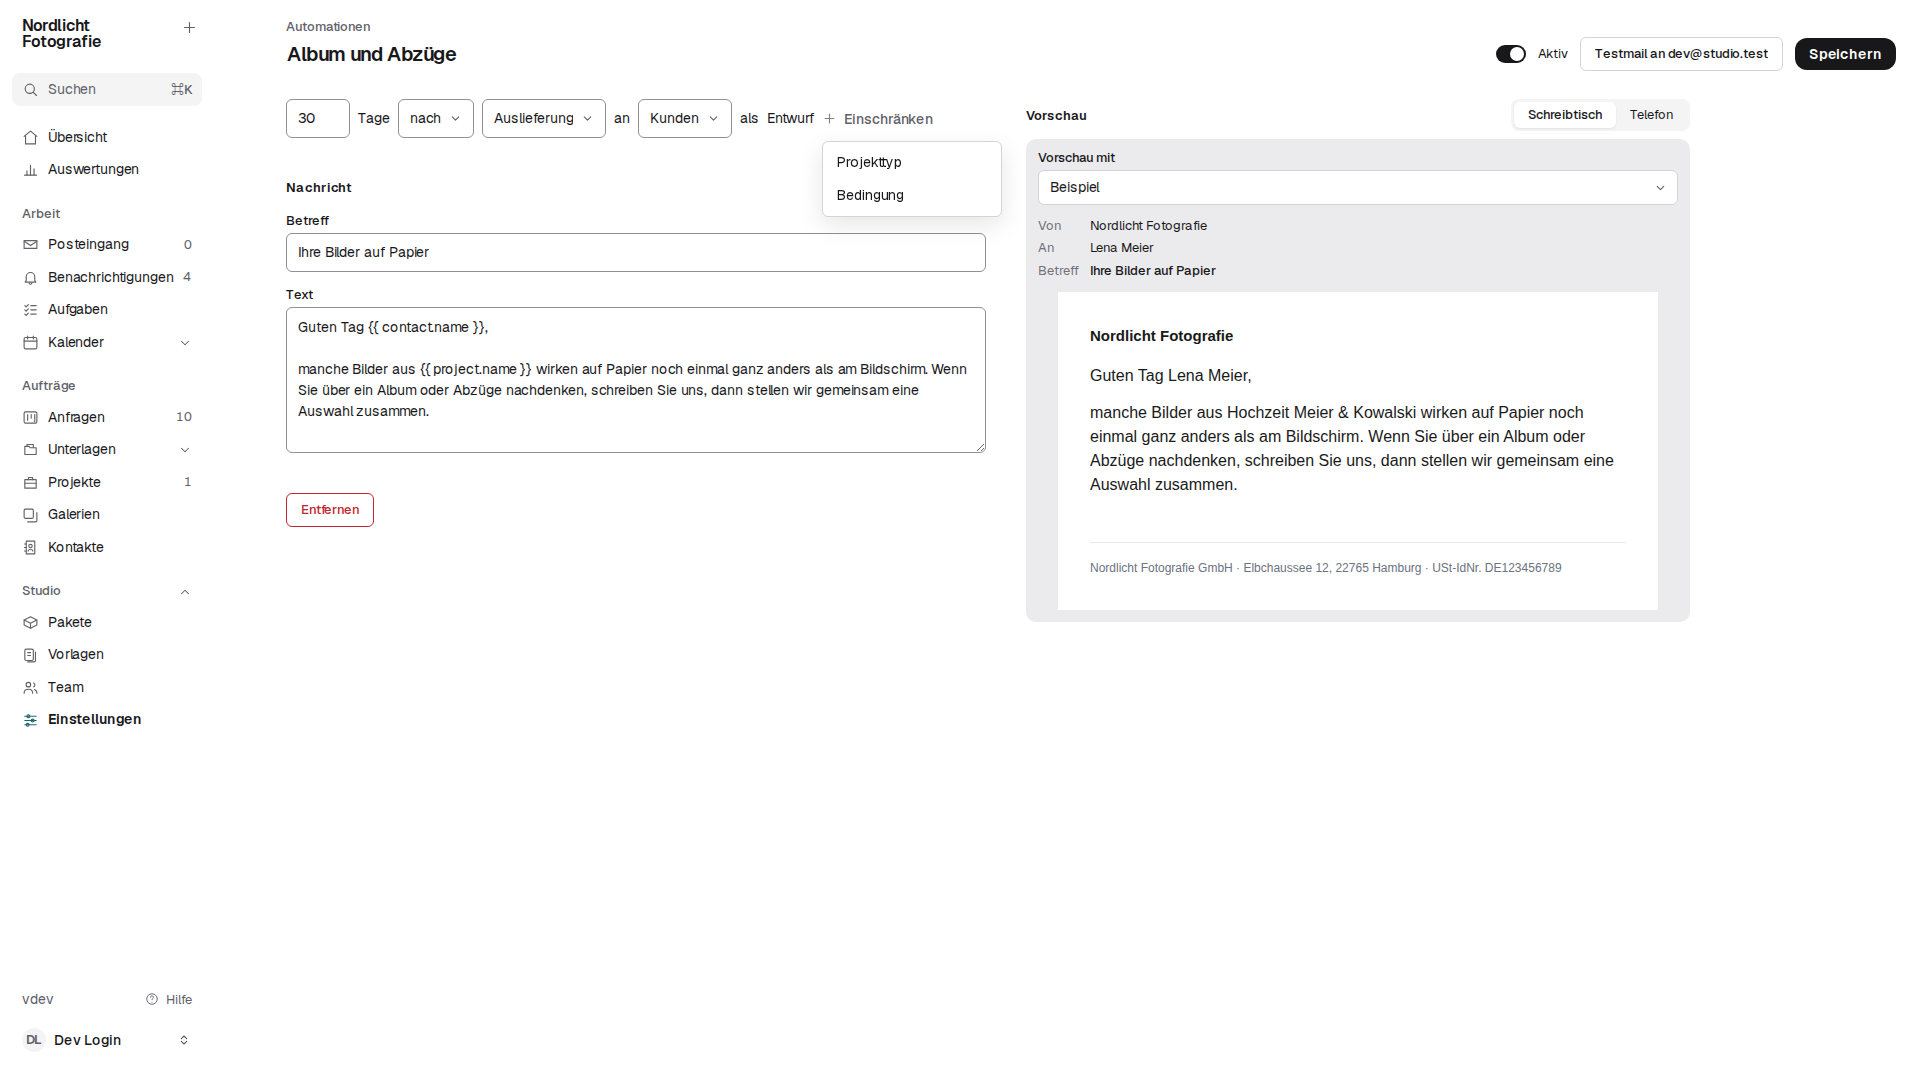 Nordlicht
Fotografie
Suchen ⌘K
Übersicht
Auswertungen
Arbeit
Posteingang 0
Benachrichtigungen 4
Aufgaben
Kalender
Aufträge
Anfragen 10
Unterlagen
Projekte 1
Galerien
Kontakte
Studio
Pakete
Vorlagen
Team
Einstellungen
vdev Hilfe
DL Dev Login
Automationen
Album und Abzüge
Aktiv Testmail an dev@studio.test Speichern
30 Tage nach Auslieferung an Kunden als Entwurf Einschränken
Projekttyp
Bedingung
Nachricht
Betreff
Ihre Bilder auf Papier
Text
Guten Tag {{ contact.name }},
manche Bilder aus {{ project.name }} wirken auf Papier noch einmal ganz anders als am Bildschirm. Wenn
Sie über ein Album oder Abzüge nachdenken, schreiben Sie uns, dann stellen wir gemeinsam eine
Auswahl zusammen.
Entfernen
Vorschau Schreibtisch Telefon
Vorschau mit
Beispiel
Von Nordlicht Fotografie
An Lena Meier
Betreff Ihre Bilder auf Papier
Nordlicht Fotografie
Guten Tag Lena Meier,
manche Bilder aus Hochzeit Meier & Kowalski wirken auf Papier noch
einmal ganz anders als am Bildschirm. Wenn Sie über ein Album oder
Abzüge nachdenken, schreiben Sie uns, dann stellen wir gemeinsam eine
Auswahl zusammen.
Nordlicht Fotografie GmbH · Elbchaussee 12, 22765 Hamburg · USt-IdNr. DE123456789